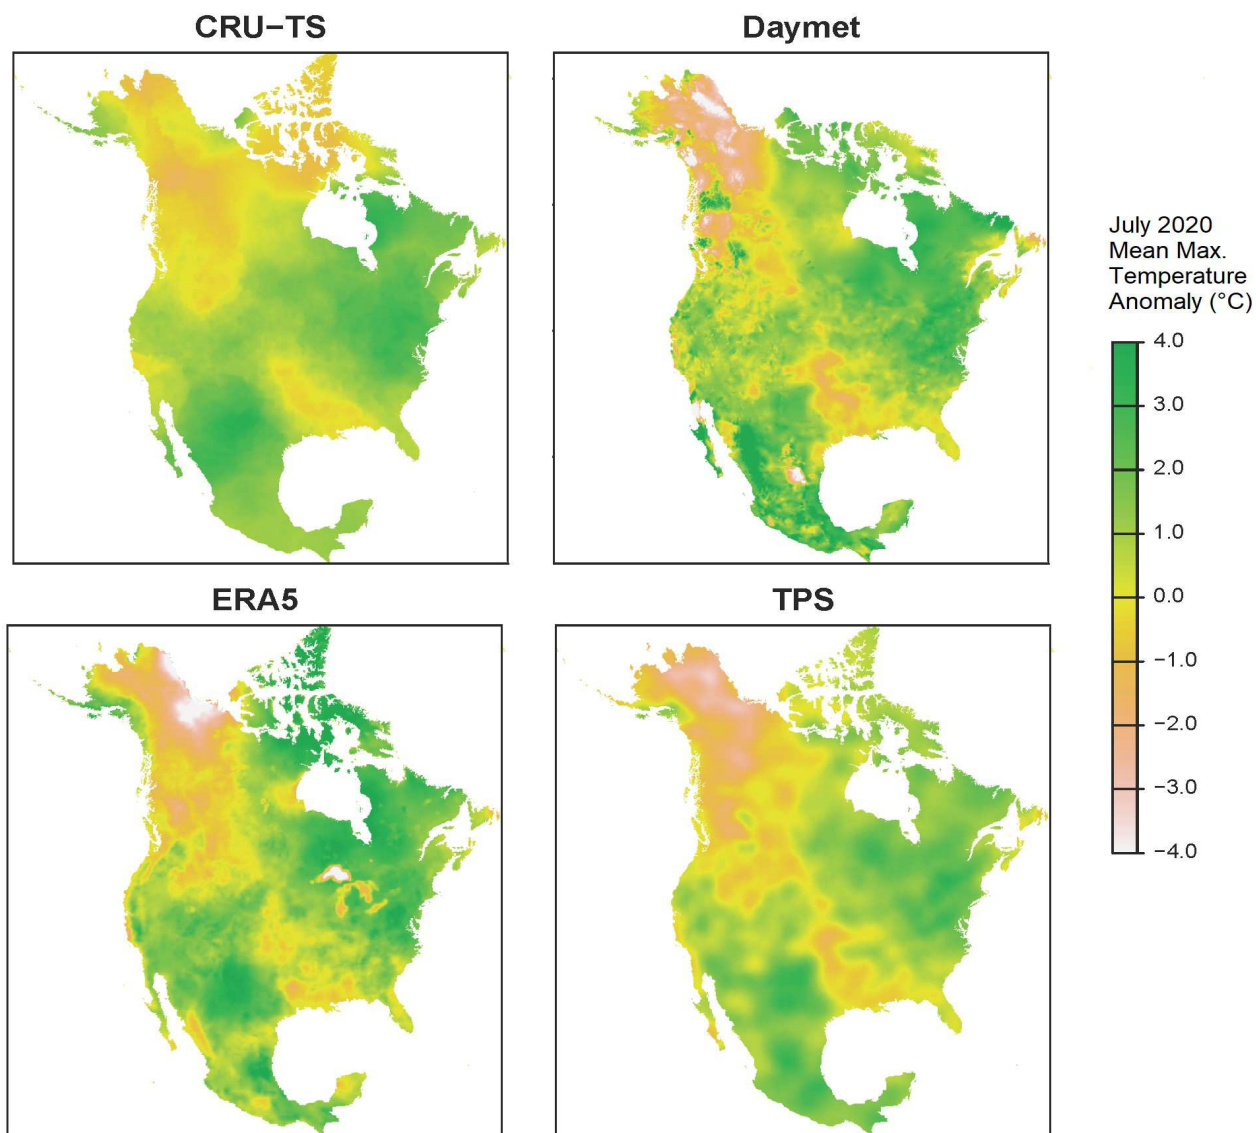 CRU−TS
Daymet
ERA5
TPS
July 2020
Mean Max.
Temperature
Anomaly (°C)
4.0
3.0
2.0
1.0
0.0
−1.0
−2.0
−3.0
−4.0